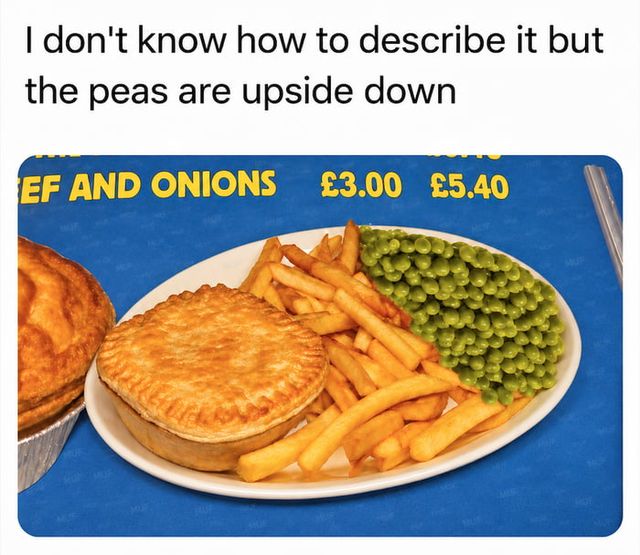 I don't know how to describe it but
the peas are upside down
EF AND ONIONS £3.00 £5.40